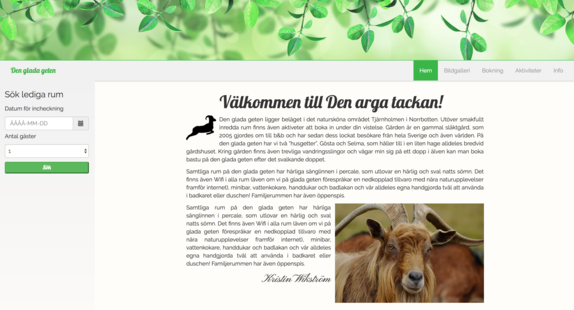 Den glada geten
Hem Bildgalleri Bokning Aktiviteter Info
Sök lediga rum
Datum för incheckning
ÅÅÅÅ-MM-DD
Antal gäster
1
Sök
Välkommen till Den arga tackan!
Den glada geten ligger beläget i det natursköna området Tjärnholmen i Norrbotten. Utöver smakfullt
inredda rum finns även aktiviteter att boka in under din vistelse. Gården är en gammal släktgård, som
2005 gjordes om till b&b och har sedan dess lockat besökare från hela Sverige och även världen. På
den glada geten har vi två "husgetter", Gösta och Selma, som håller till i en liten hage alldeles bredvid
gårdshuset. Kring gården finns även trevliga vandringsslingor och vägar min sig på ett dopp i älven kan man boka
bastu på den glada geten efter det svalkande doppet.
Samtliga rum på den glada geten har härliga sänglinnen i percale, som utlovar en härlig och sval natts sömn. Det
finns även Wifi i alla rum även om vi på glada geten förespråkar en nedkopplad tillvaro med nära naturupplevelser
framför internet), minibar, vattenkokare, handdukar och badlakan och vår alldeles egna handgjorda tvål att använda
i badkaret eller duschen! Familjerummen har även öppenspis.
Samtliga rum på den glada geten har härliga
sänglinnen i percale, som utlovar en härlig och sval
natts sömn. Det finns även Wifi i alla rum även om vi på
glada geten förespråkar en nedkopplad tillvaro med
nära naturupplevelser framför internet), minibar,
vattenkokare, handdukar och badlakan och vår alldeles
egna handgjorda tvål att använda i badkaret eller
duschen! Familjerummen har även öppenspis.
Kristin Wikström